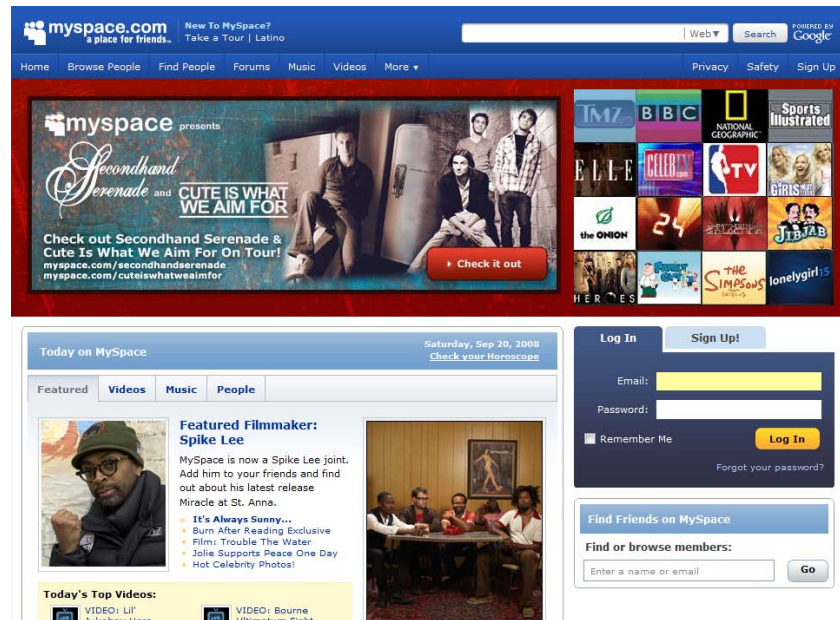 myspace.com
a place for friends.
New To MySpace?
Take a Tour | Latino
Web▼
Search
POWERED BY
Google
Home Browse People Find People Forums Music Videos More ▾
Privacy Safety Sign Up
myspace presents
Secondhand
Serenade and CUTE IS WHAT
WE AIM FOR
Check out Secondhand Serenade &
Cute Is What We Aim For On Tour!
myspace.com/secondhandserenade
myspace.com/cuteiswhatweaimfor
Check it out
TMZ BBC NATIONAL GEOGRAPHIC Sports Illustrated
ELLE CELEBTV.com TV GIRLS
the ONION 24 GALACTICA JIBJAB
HEROES Family Guy THE SIMPSONS lonelygirl15
Today on MySpace
Saturday, Sep 20, 2008
Check your Horoscope
Featured Videos Music People
Featured Filmmaker:
Spike Lee
MySpace is now a Spike Lee joint.
Add him to your friends and find
out about his latest release
Miracle at St. Anna.
It's Always Sunny...
Burn After Reading Exclusive
Film: Trouble The Water
Jolie Supports Peace One Day
Hot Celebrity Photos!
Today's Top Videos:
VIDEO: Lil'
VIDEO: Bourne
Log In Sign Up!
Email:
Password:
Remember Me
Log In
Forgot your password?
Find Friends on MySpace
Find or browse members:
Enter a name or email
Go